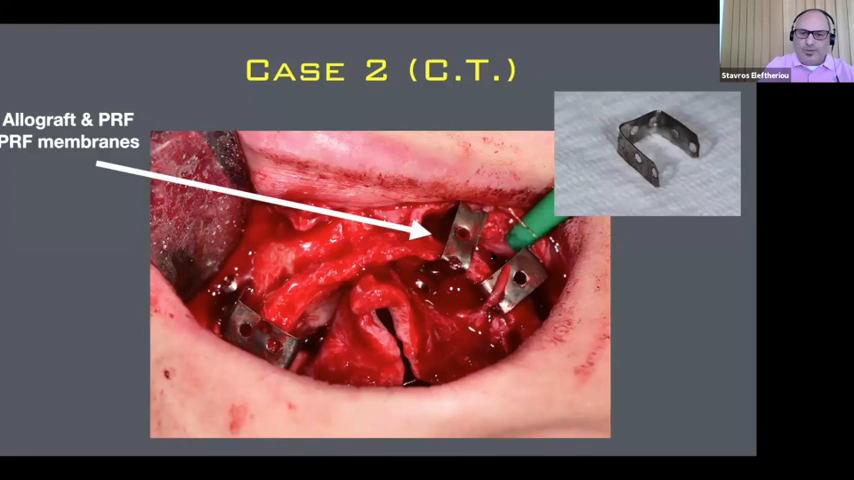 Stavros Eleftheriou
CASE 2 (C.T.)
Allograft & PRF
PRF membranes